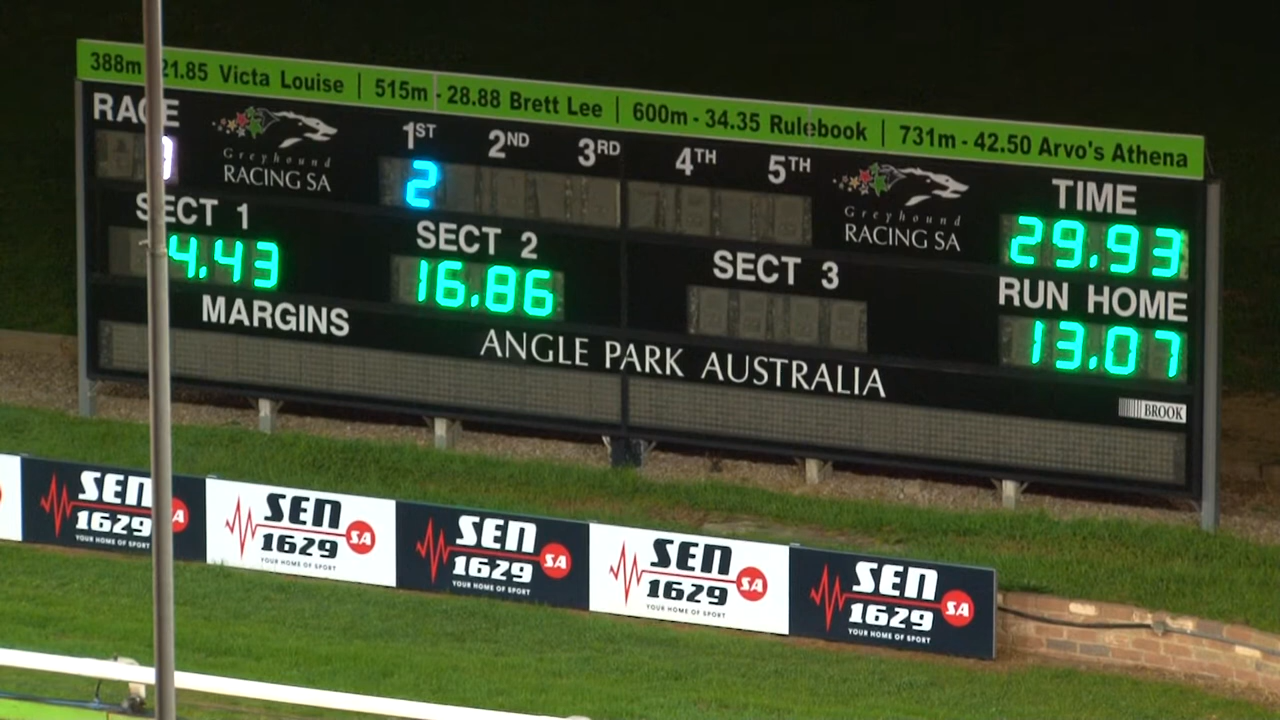 388m 21.85 Victa Louise | 515m - 28.88 Brett Lee | 600m - 34.35 Rulebook | 731m - 42.50 Arvo's Athena
RACE
Greyhound
RACING SA
1ST 2ND 3RD 4TH 5TH
2
Greyhound
RACING SA
TIME
29.93
SECT 1
4.43
SECT 2
16.86
SECT 3
RUN HOME
13.07
MARGINS
ANGLE PARK AUSTRALIA
BROOK
SEN
1629 SA
YOUR HOME OF SPORT
SEN
1629 SA
YOUR HOME OF SPORT
SEN
1629 SA
YOUR HOME OF SPORT
SEN
1629 SA
YOUR HOME OF SPORT
SEN
1629 SA
YOUR HOME OF SPORT